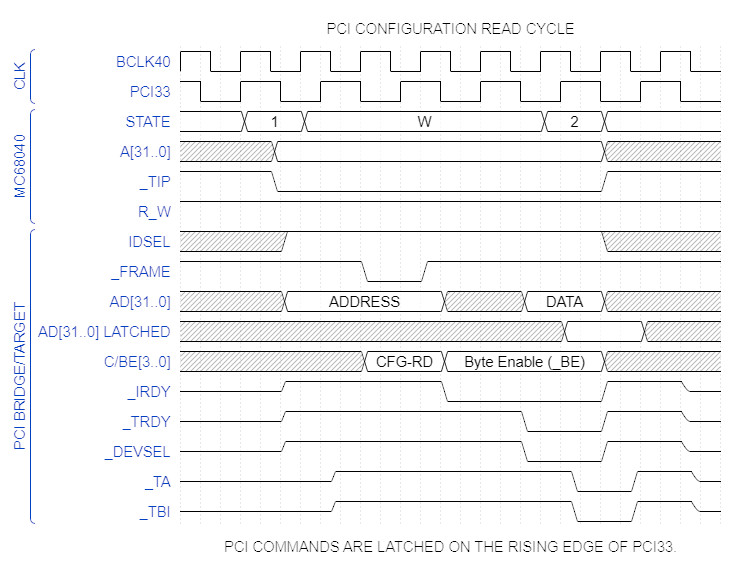 PCI CONFIGURATION READ CYCLE
CLK
BCLK40
PCI33
MC68040
STATE 1 W 2
A[31..0]
_TIP
R_W
PCI BRIDGE/TARGET
IDSEL
_FRAME
AD[31..0] ADDRESS DATA
AD[31..0] LATCHED
C/BE[3..0] CFG-RD Byte Enable (_BE)
_IRDY
_TRDY
_DEVSEL
_TA
_TBI
PCI COMMANDS ARE LATCHED ON THE RISING EDGE OF PCI33.